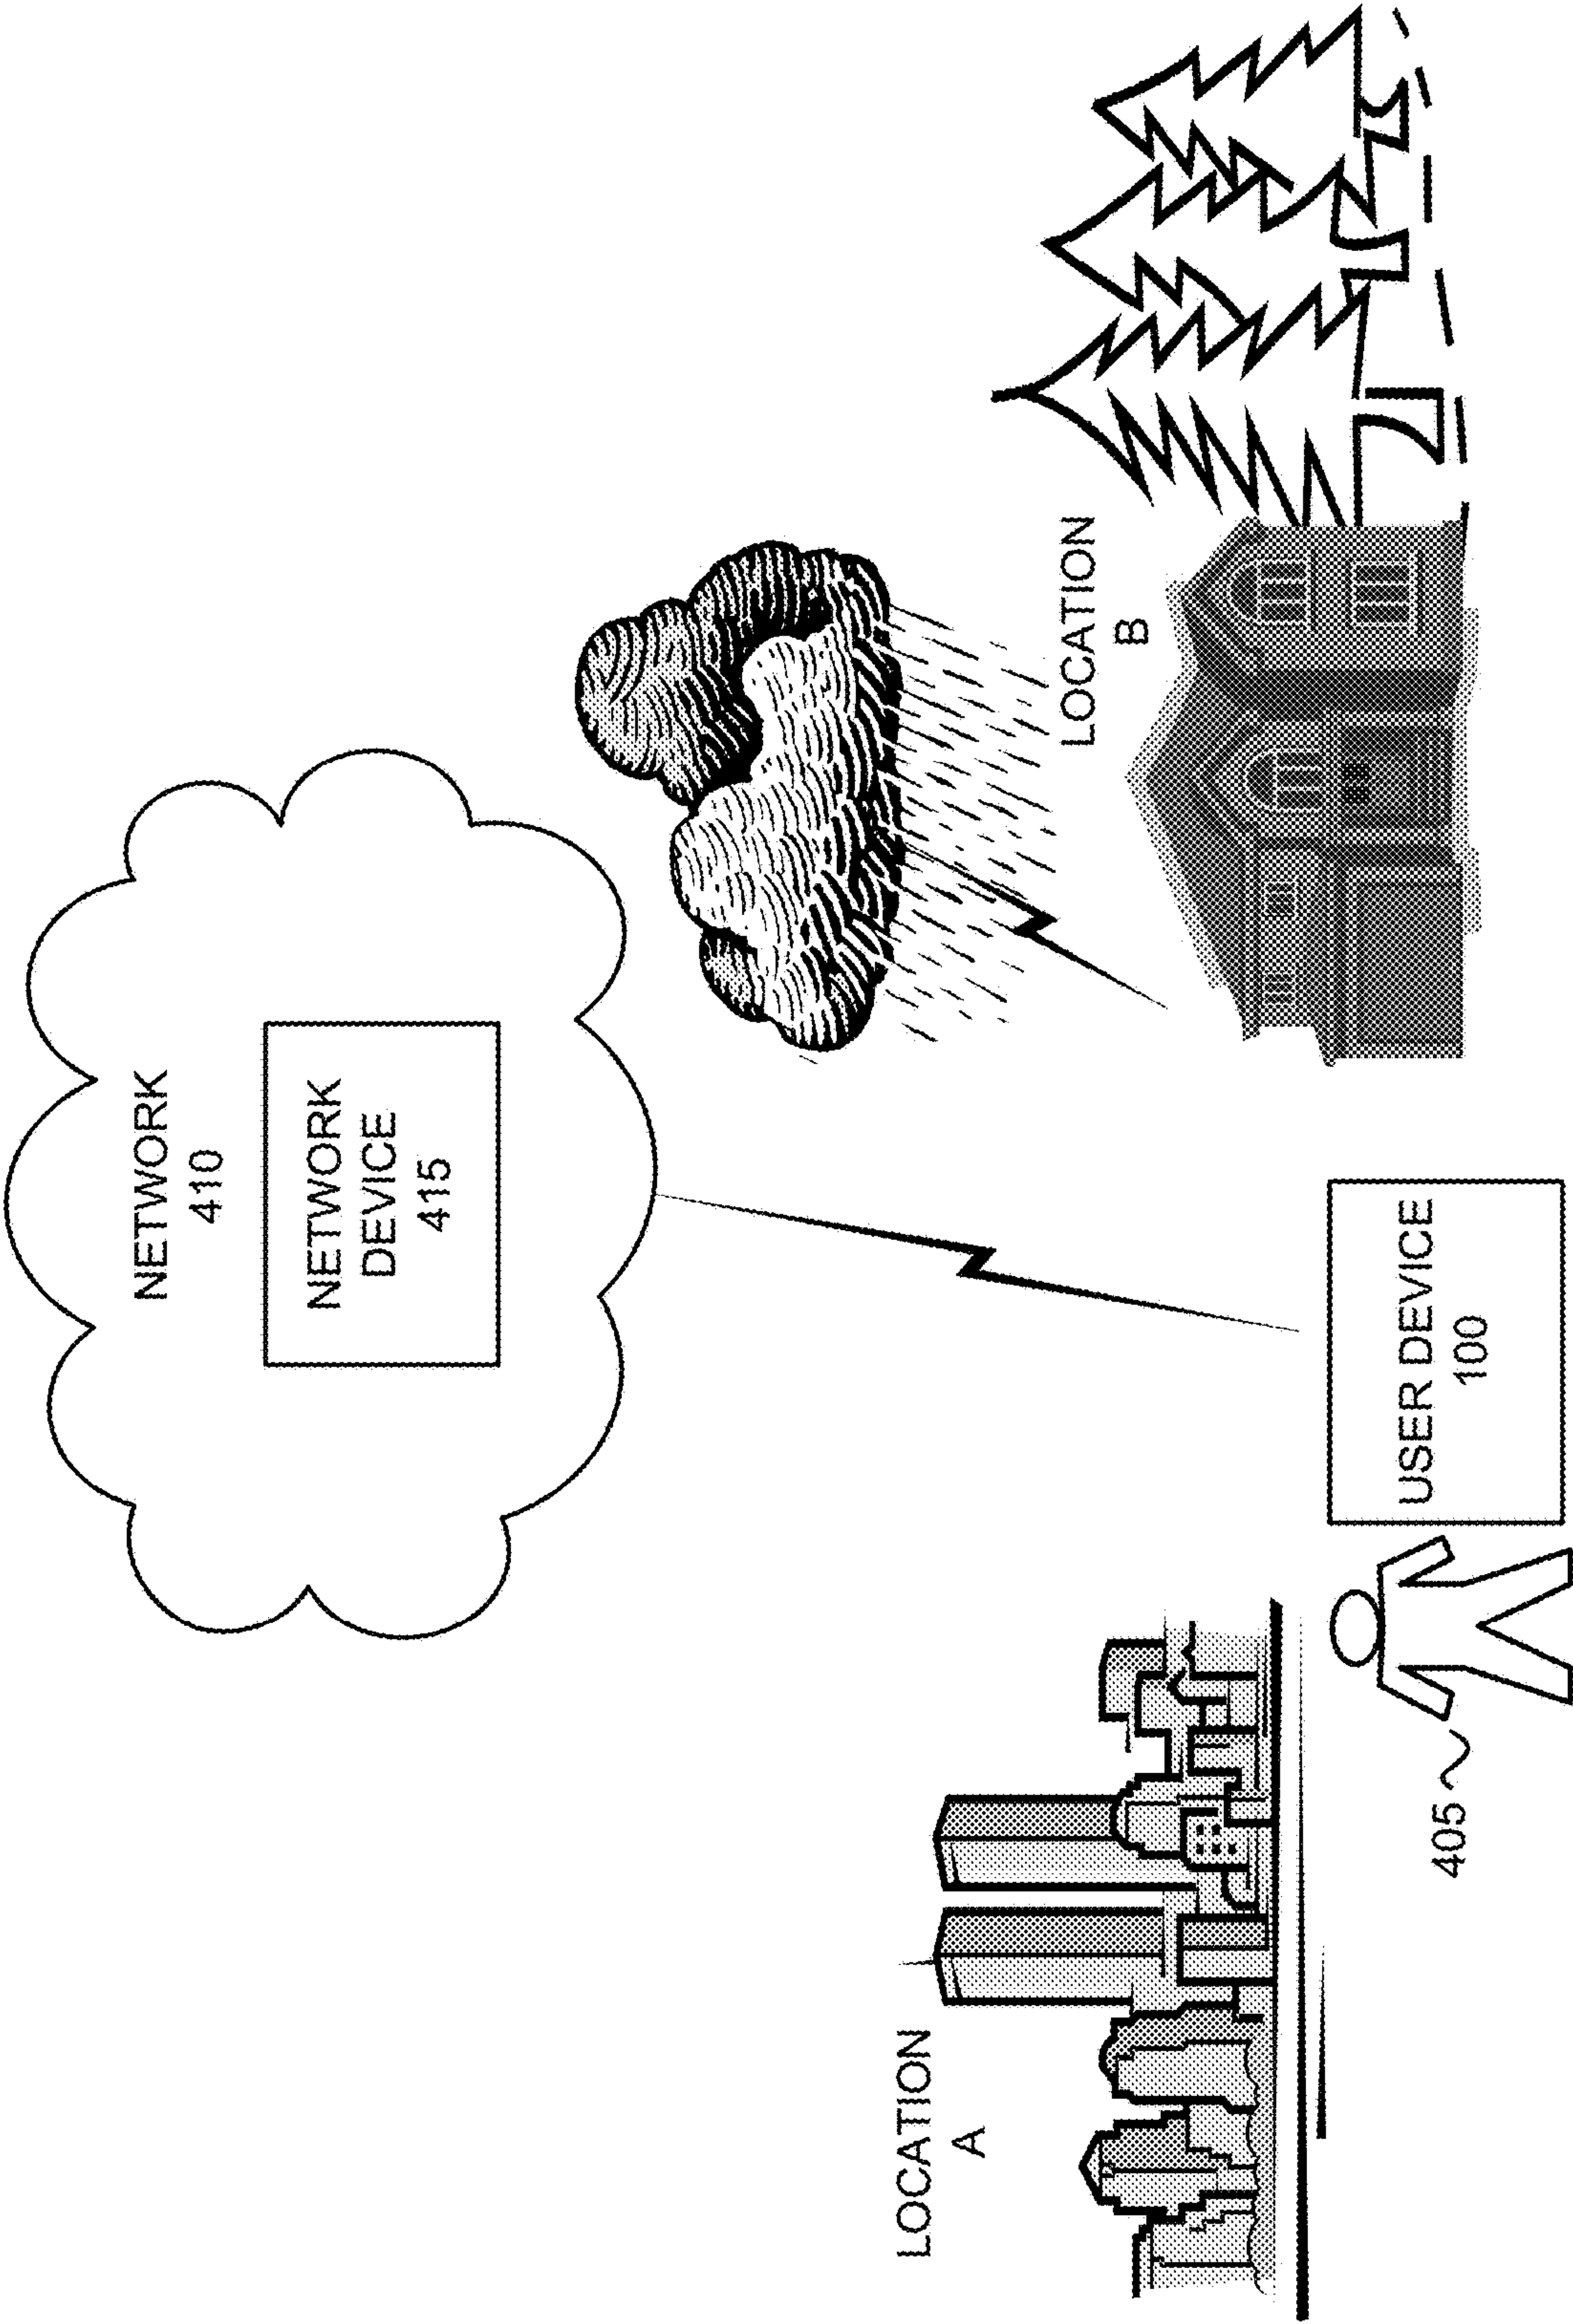 NETWORK
410
NETWORK
DEVICE
415
LOCATION
A
LOCATION
B
USER DEVICE
100
405